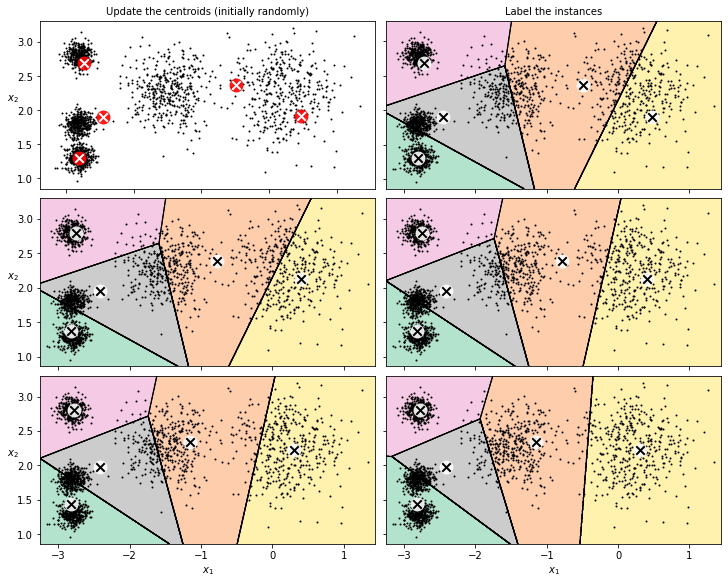 Update the centroids (initially randomly) Label the instances
3.0
2.5
x₂ 2.0
1.5
1.0
3.0
2.5
x₂ 2.0
1.5
1.0
3.0
2.5
x₂ 2.0
1.5
1.0
−3 −2 −1 0 1 −3 −2 −1 0 1
x₁ x₁